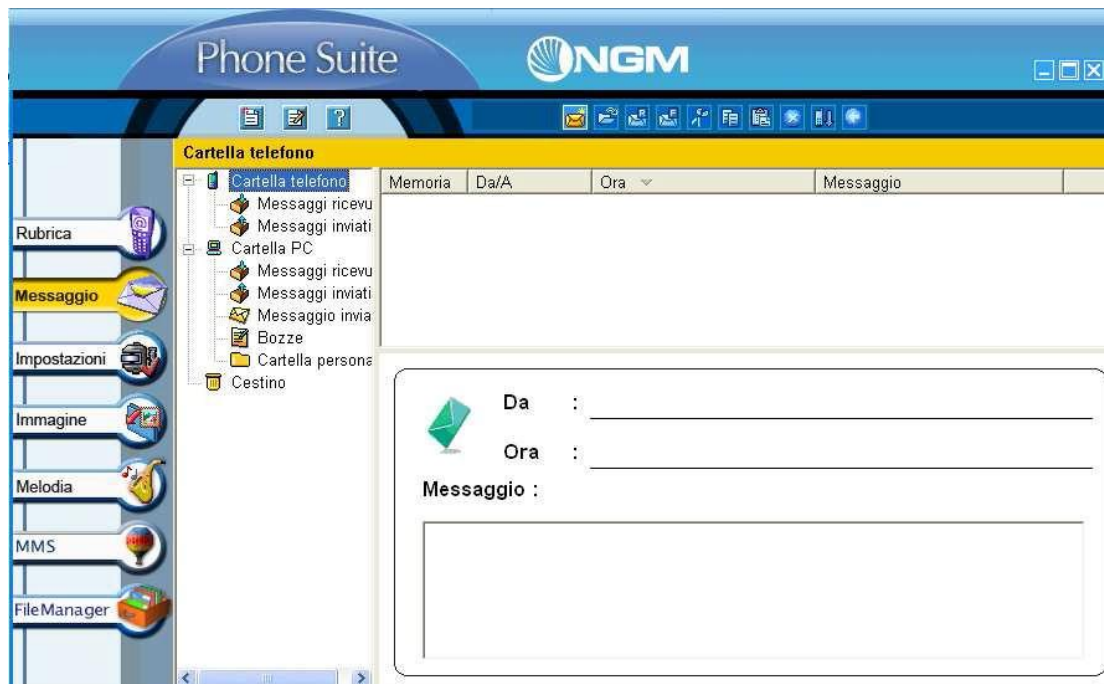 Phone Suite
NGM
Cartella telefono
Rubrica
Messaggio
Impostazioni
Immagine
Melodia
MMS
FileManager
Cartella telefono
Messaggi ricevu
Messaggi inviati
Cartella PC
Messaggi ricevu
Messaggi inviati
Messaggio invia
Bozze
Cartella persona
Cestino
Memoria Da/A Ora Messaggio
Da :
Ora :
Messaggio :